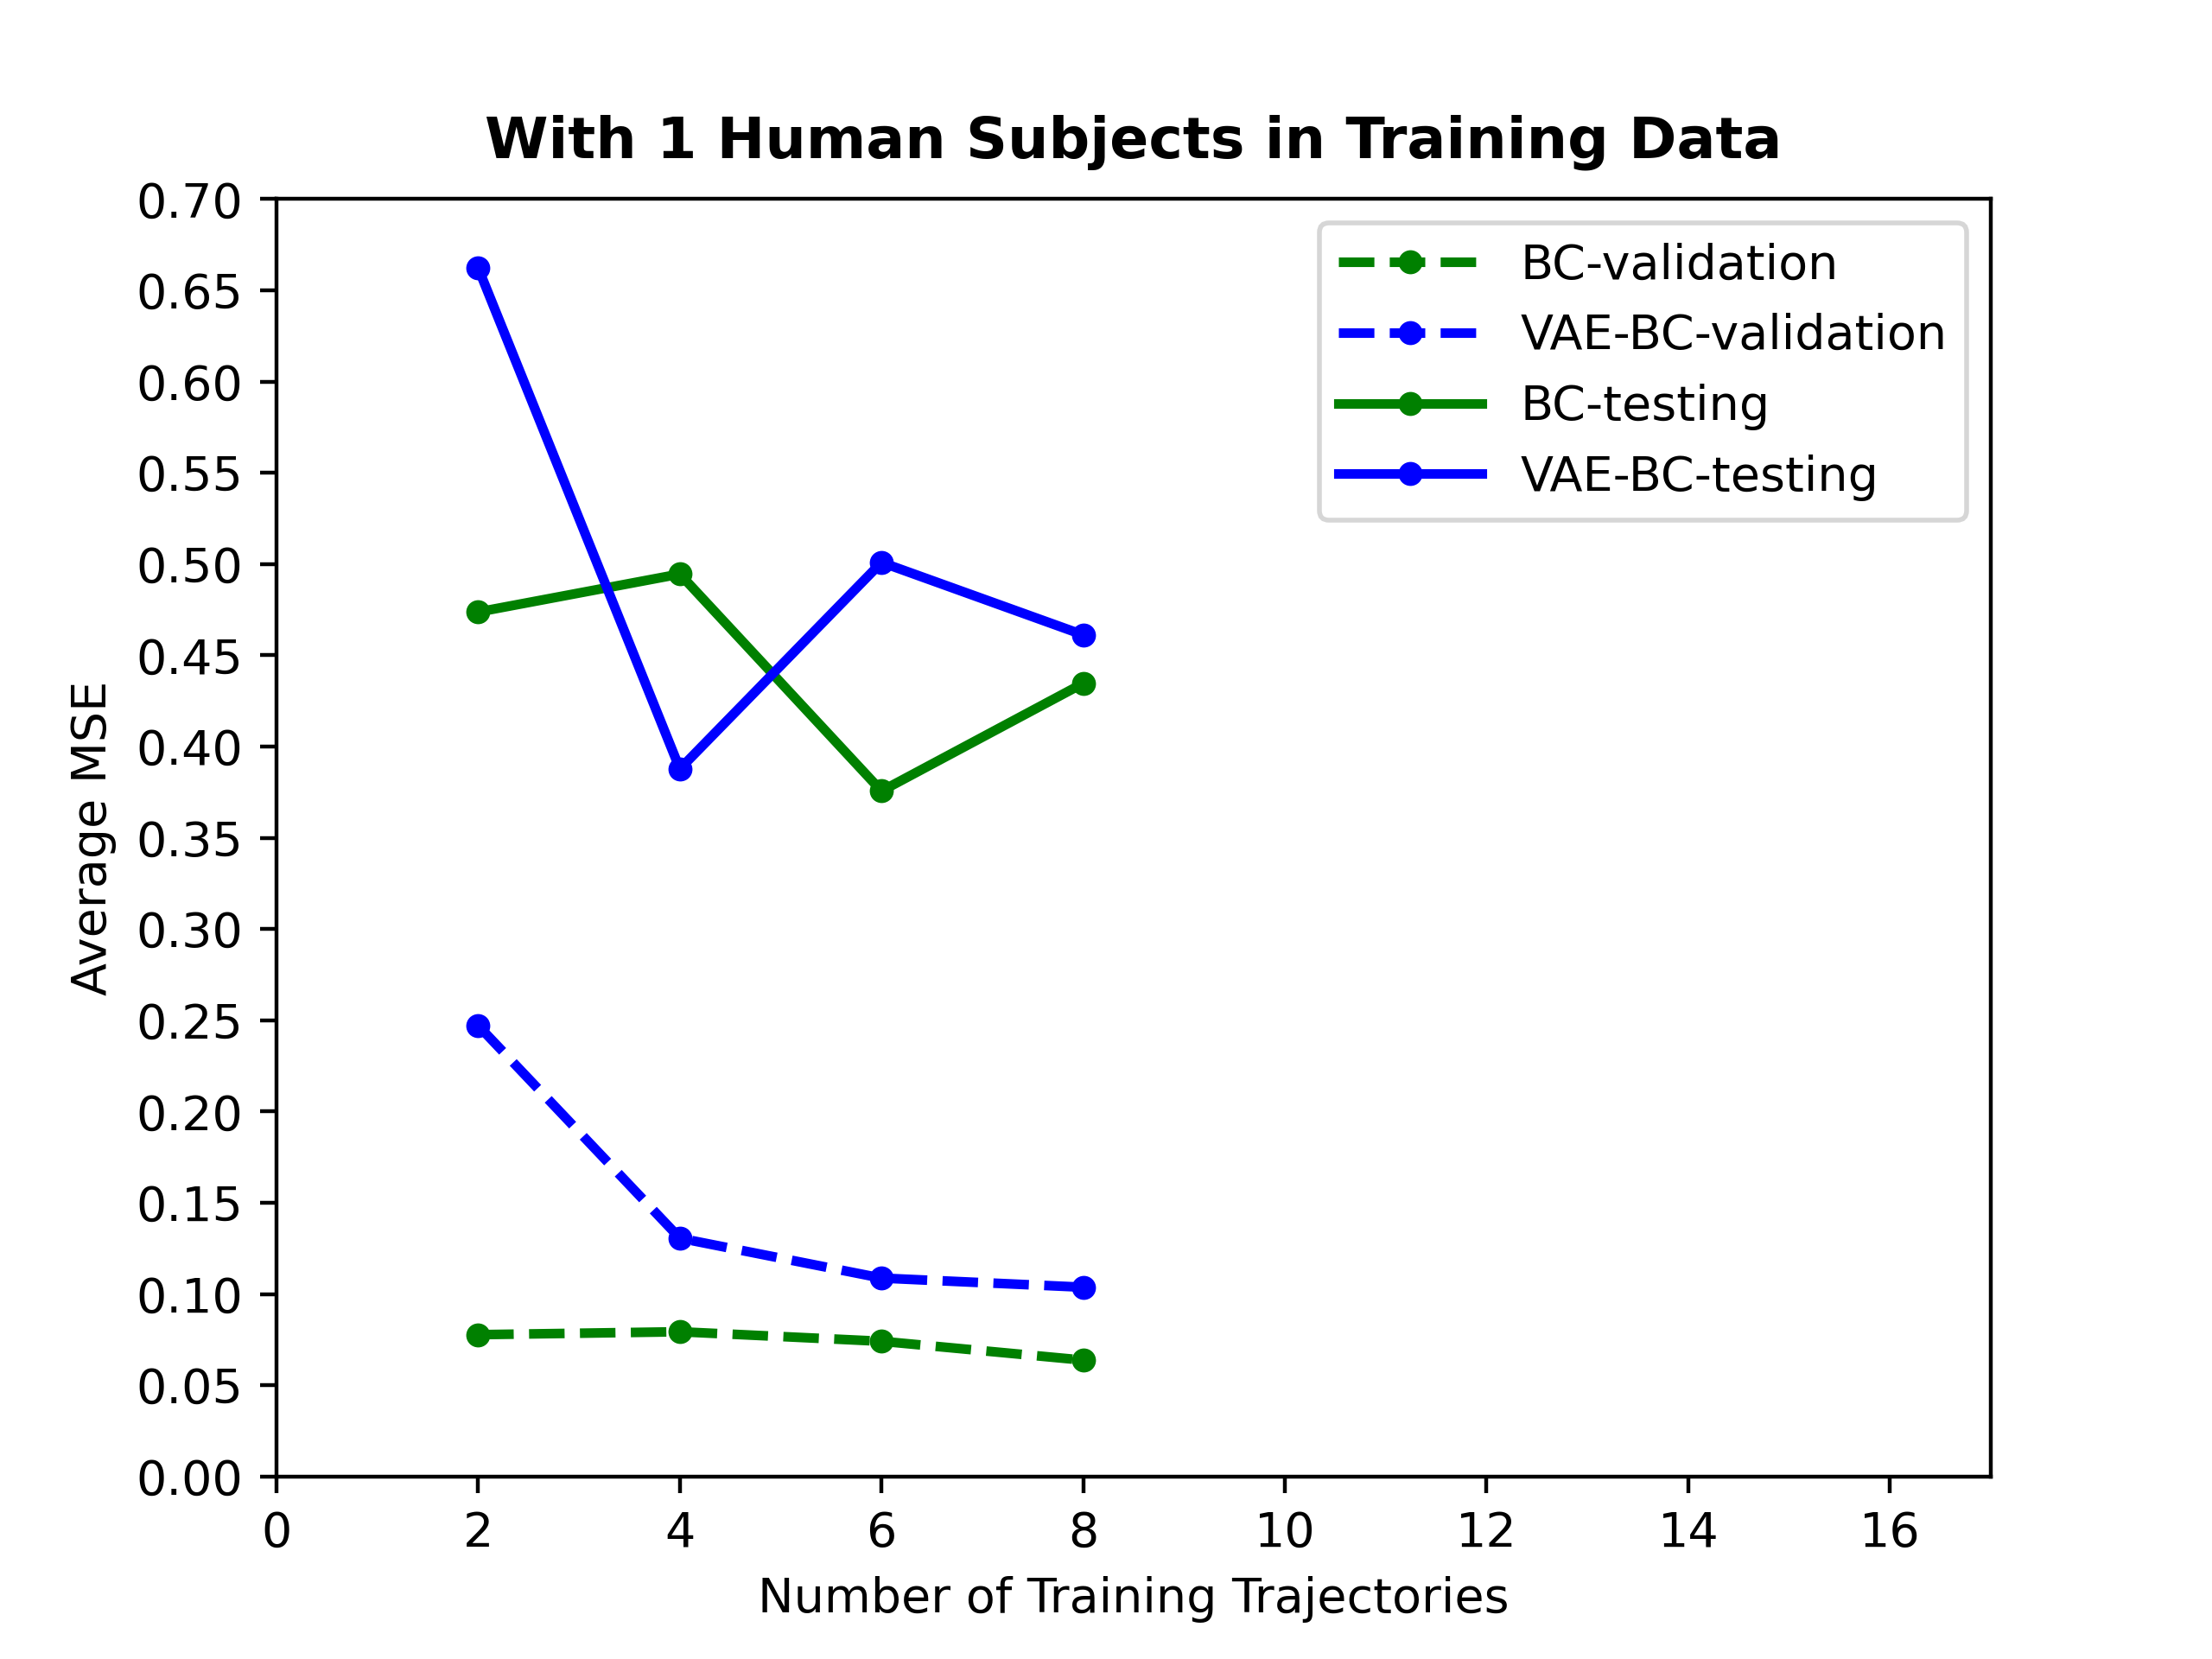 With 1 Human Subjects in Training Data
0.70
0.65
0.60
0.55
0.50
0.45
0.40
0.35
0.30
0.25
0.20
0.15
0.10
0.05
0.00
Average MSE
BC-validation
VAE-BC-validation
BC-testing
VAE-BC-testing
0 2 4 6 8 10 12 14 16
Number of Training Trajectories